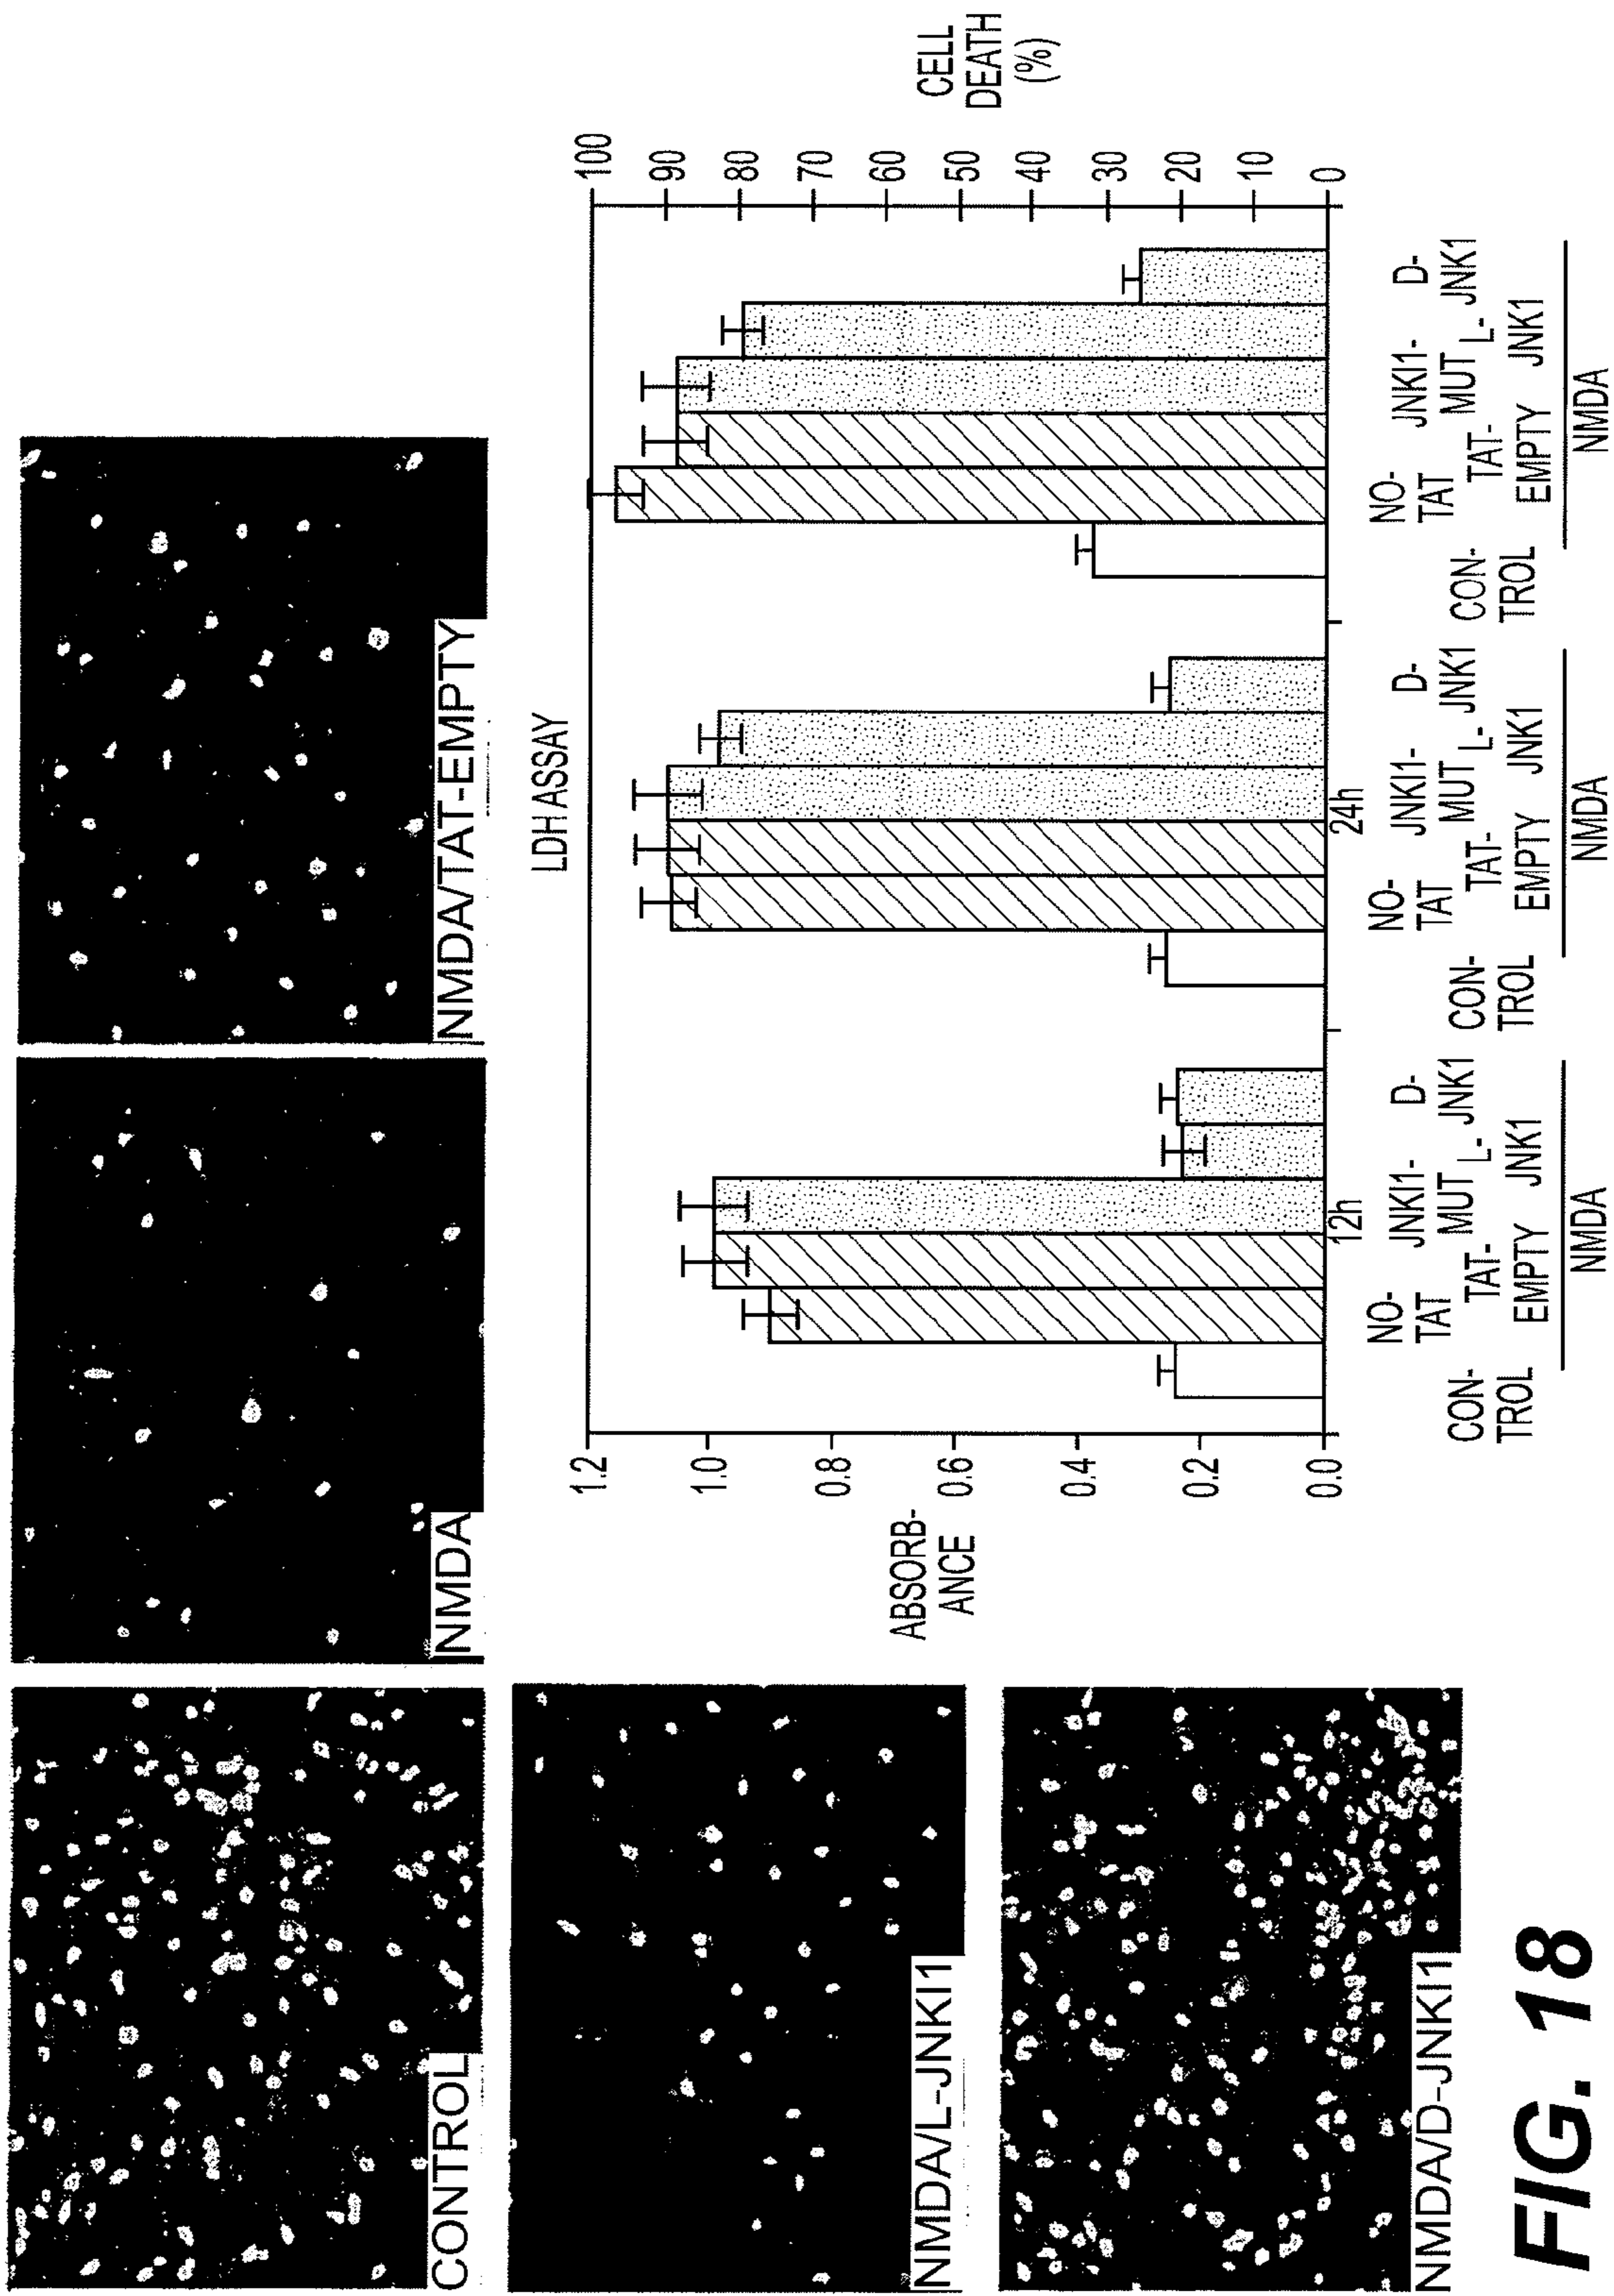 CONTROL
NMDA
NMDA/TAT-EMPTY
NMDA/L-JNKI1
NMDA/D-JNKI1
LDH ASSAY
ABSORB-
ANCE
1.2
1.0
0.8
0.6
0.4
0.2
0.0
CELL
DEATH
(%)
100
90
80
70
60
50
40
30
20
10
0
12h
24h
CON-
TROL
NO-
TAT
TAT-
EMPTY
JNKI1-
MUT
L-
JNK1
D-
JNK1
NMDA
CON-
TROL
NO-
TAT
TAT-
EMPTY
JNKI1-
MUT
L-
JNK1
D-
JNK1
NMDA
CON-
TROL
NO-
TAT
TAT-
EMPTY
JNKI1-
MUT
L-
JNK1
D-
JNK1
NMDA
FIG. 18